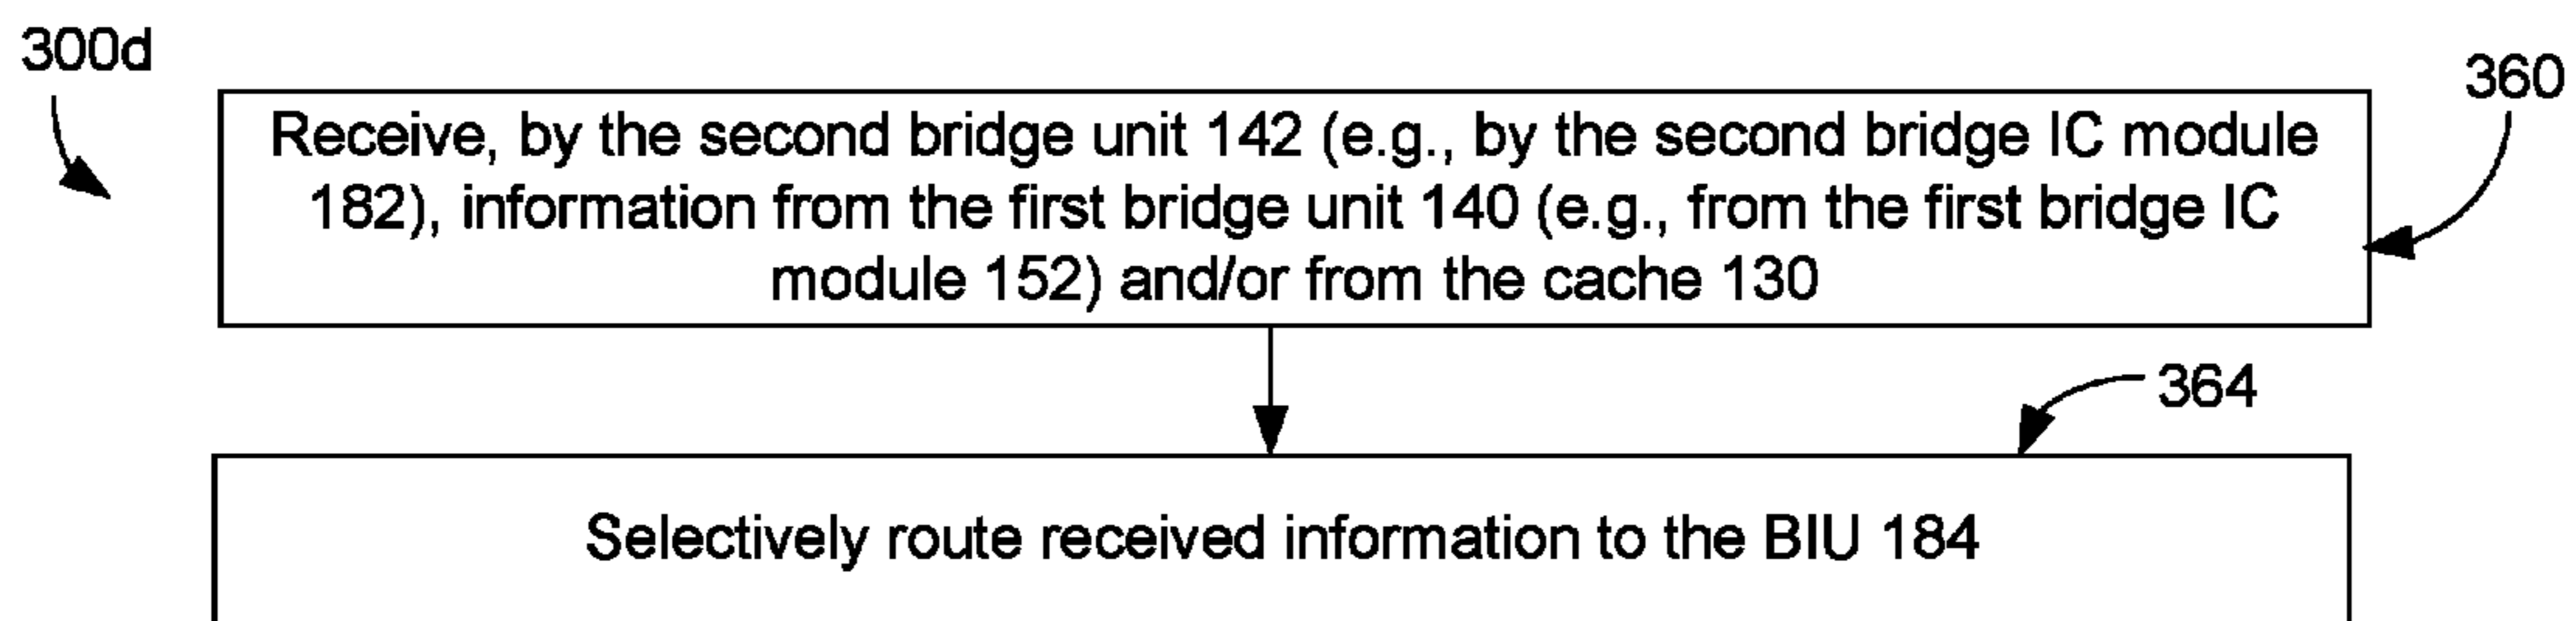 300d
360
Receive, by the second bridge unit 142 (e.g., by the second bridge IC module
182), information from the first bridge unit 140 (e.g., from the first bridge IC
module 152) and/or from the cache 130
364
Selectively route received information to the BIU 184